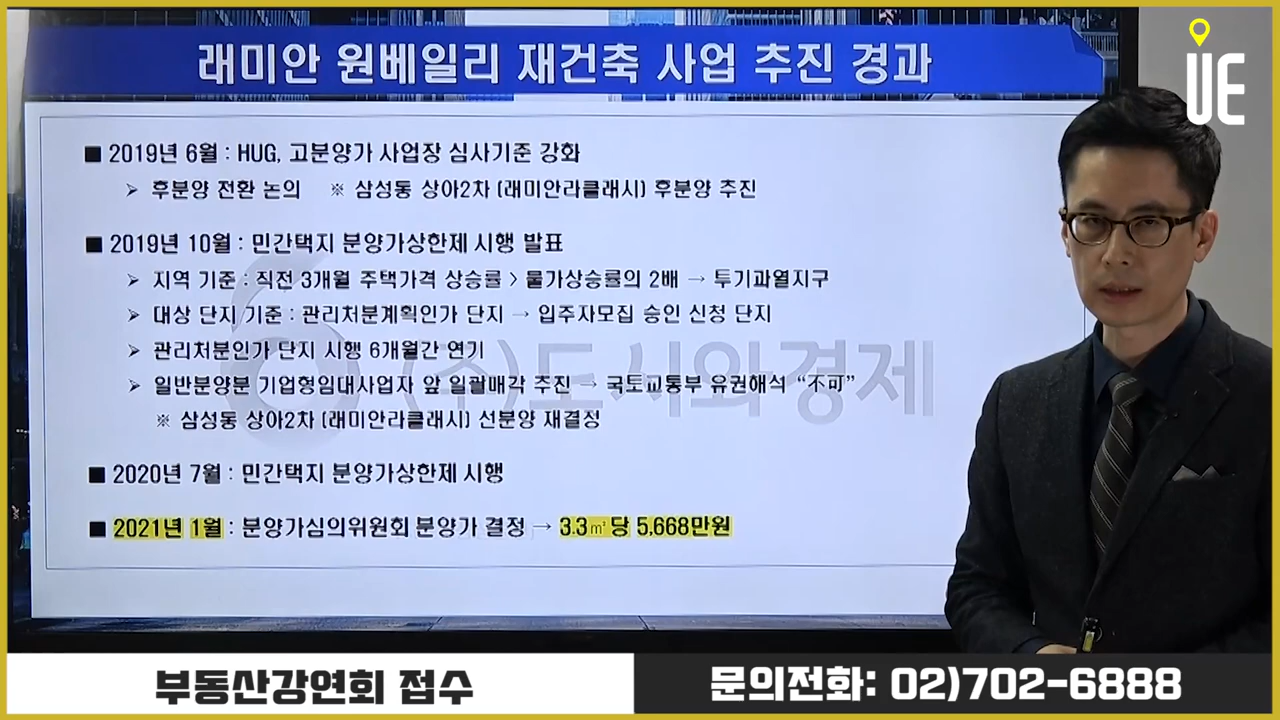 래미안 원베일리 재건축 사업 추진 경과
UE
■ 2019년 6월 : HUG, 고분양가 사업장 심사기준 강화
➢ 후분양 전환 논의 ※ 삼성동 상아2차 (래미안라클래시) 후분양 추진
■ 2019년 10월 : 민간택지 분양가상한제 시행 발표
➢ 지역 기준 : 직전 3개월 주택가격 상승률 > 물가상승률의 2배 → 투기과열지구
➢ 대상 단지 기준 : 관리처분계획인가 단지 → 입주자모집 승인 신청 단지
➢ 관리처분인가 단지 시행 6개월간 연기
➢ 일반분양분 기업형임대사업자 앞 일괄매각 추진 → 국토교통부 유권해석 “不可”
※ 삼성동 상아2차 (래미안라클래시) 선분양 재결정
(주)도시와경제
■ 2020년 7월 : 민간택지 분양가상한제 시행
■ 2021년 1월 : 분양가심의위원회 분양가 결정 → 3.3㎡당 5,668만원
부동산강연회 접수
문의전화: 02)702-6888